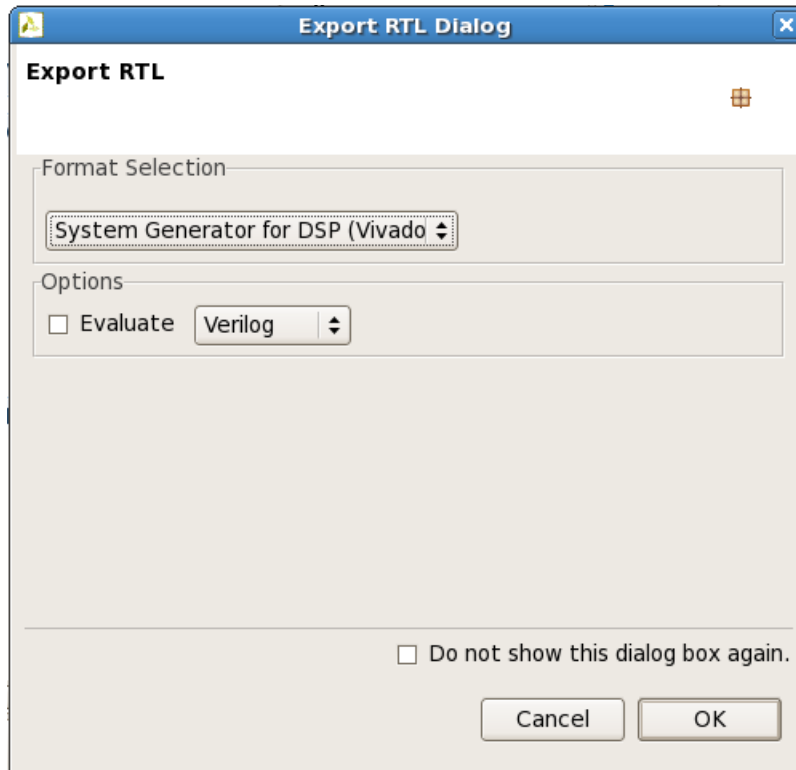 Export RTL Dialog
Export RTL
Format Selection
System Generator for DSP (Vivado
Options
Evaluate Verilog
Do not show this dialog box again.
Cancel OK